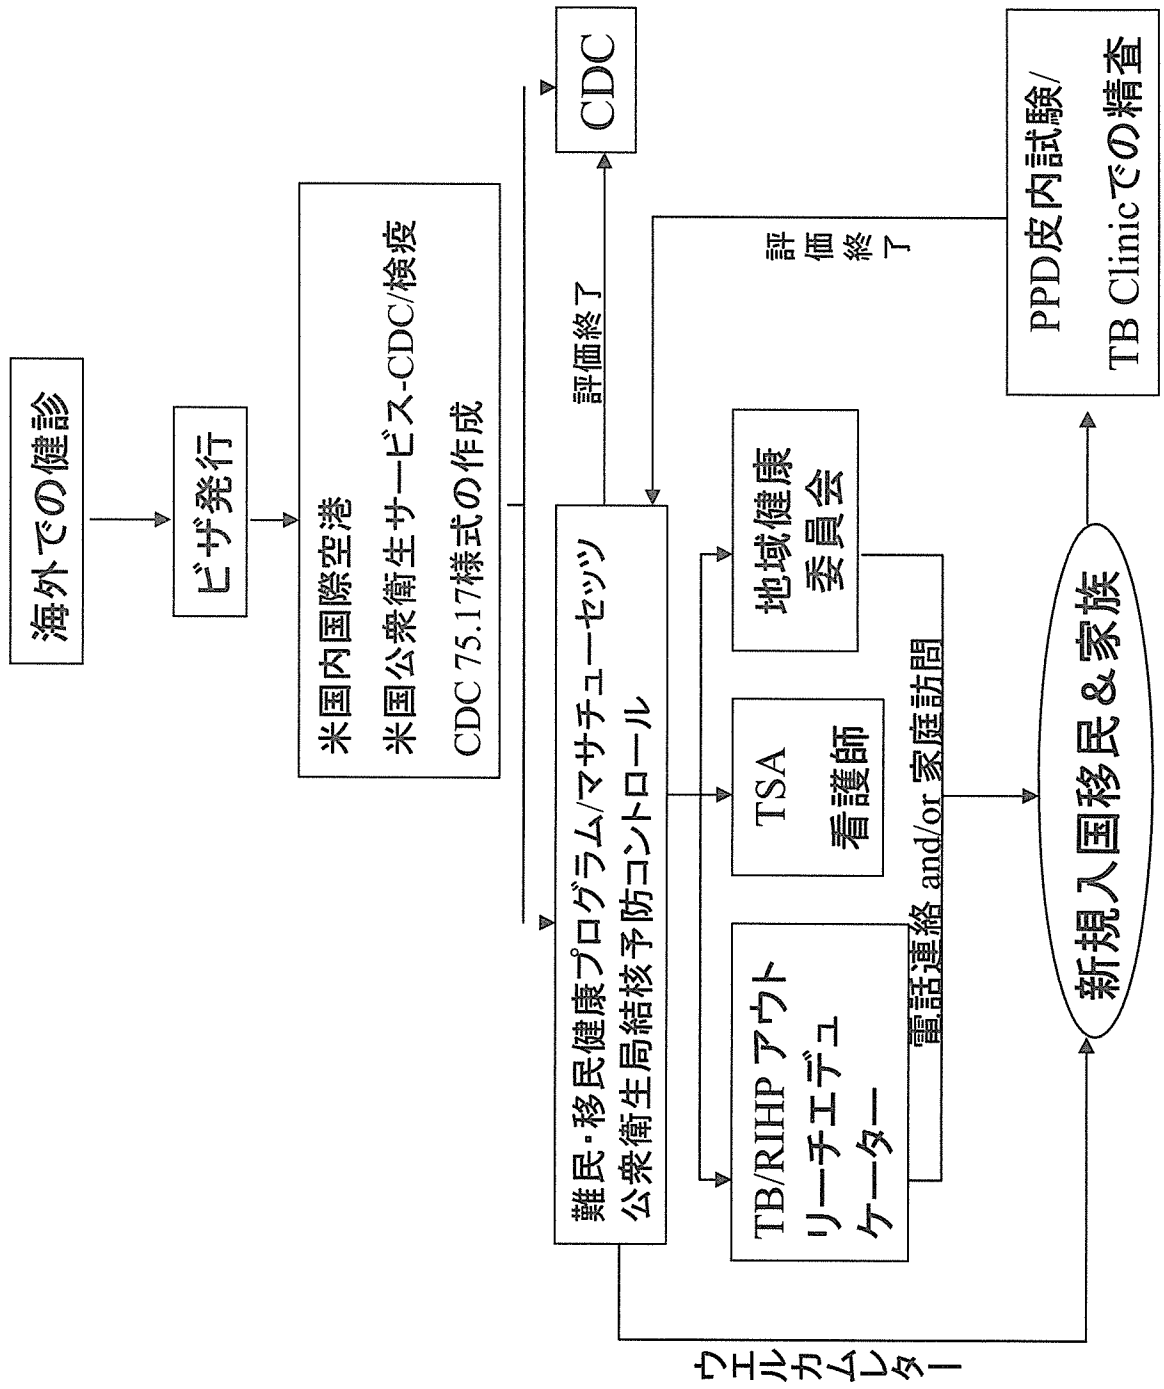 海外での健診
ビザ発行
米国内国際空港
米国公衆衛生サービス-CDC/検疫
CDC 75.17様式の作成
CDC
評価終了
難民・移民健康プログラム/マサチューセッツ
公衆衛生局結核予防コントロール
評価終了
TB/RIHP アウト
リーチエデュ
ケーター
TSA
看護師
地域健康
委員会
電話連絡 and/or 家庭訪問
ウエルカムレター
新規入国移民＆家族
PPD皮内試験/
TB Clinicでの精査